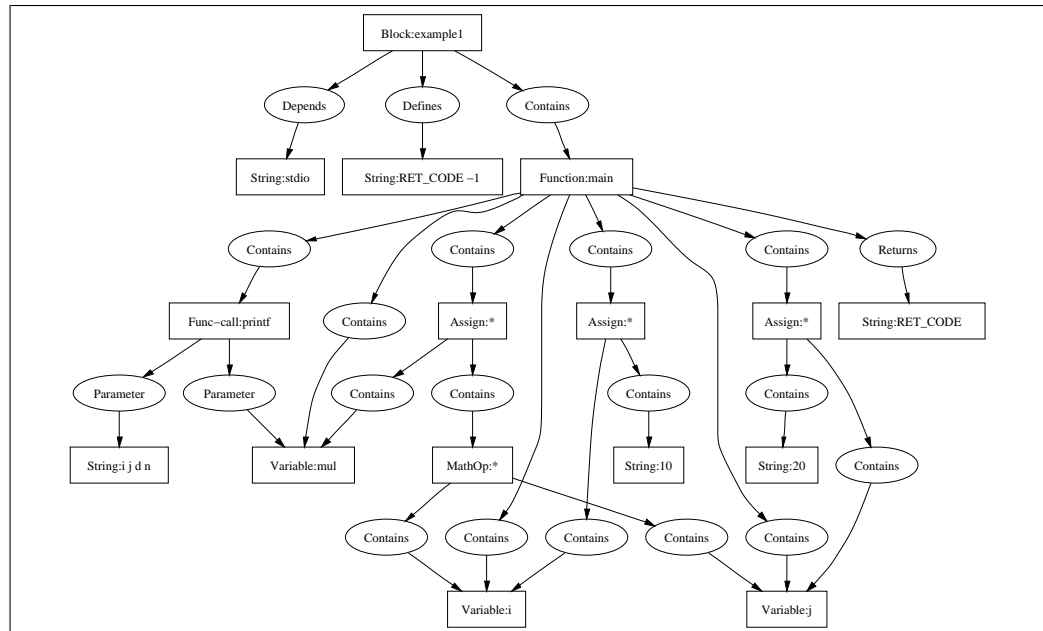 Block:example1
Depends
Defines
Contains
String:stdio
String:RET_CODE −1
Function:main
Contains
Contains
Contains
Contains
Returns
Func−call:printf
Contains
Assign:*
Assign:*
Assign:*
String:RET_CODE
Parameter
Parameter
Contains
Contains
Contains
Contains
String:i j d n
Variable:mul
MathOp:*
String:10
String:20
Contains
Contains
Contains
Contains
Contains
Contains
Variable:i
Variable:j